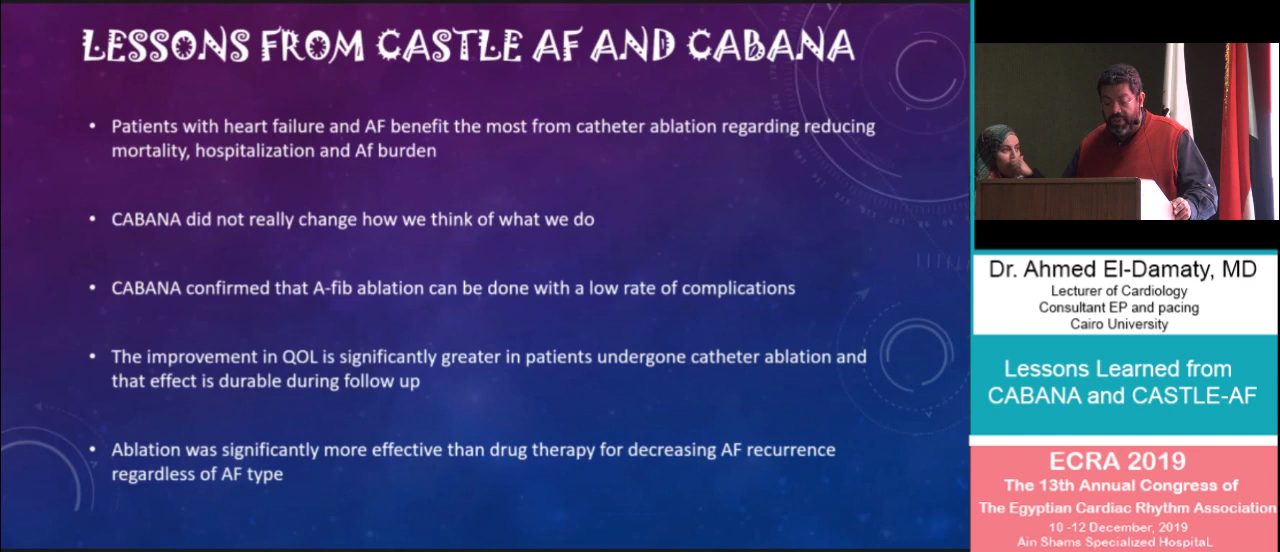 LESSONS FROM CASTLE AF AND CABANA
• Patients with heart failure and AF benefit the most from catheter ablation regarding reducing
mortality, hospitalization and Af burden
• CABANA did not really change how we think of what we do
• CABANA confirmed that A-fib ablation can be done with a low rate of complications
• The improvement in QOL is significantly greater in patients undergone catheter ablation and
that effect is durable during follow up
• Ablation was significantly more effective than drug therapy for decreasing AF recurrence
regardless of AF type
Dr. Ahmed El-Damaty, MD
Lecturer of Cardiology
Consultant EP and pacing
Cairo University
Lessons Learned from
CABANA and CASTLE-AF
ECRA 2019
The 13th Annual Congress of
The Egyptian Cardiac Rhythm Association
10 -12 December, 2019
Ain Shams Specialized HospitaL